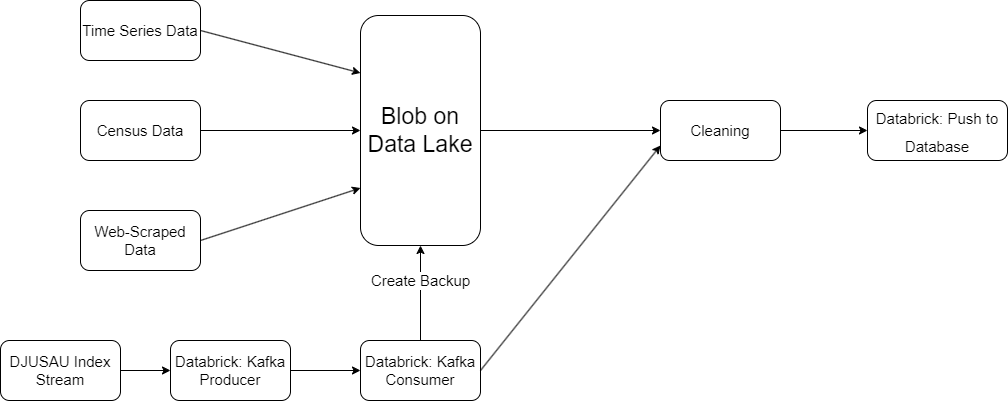 Time Series Data
Blob on
Data Lake
Census Data
Cleaning
Databrick: Push to
Database
Web-Scraped
Data
Create Backup
DJUSAU Index
Stream
Databrick: Kafka
Producer
Databrick: Kafka
Consumer